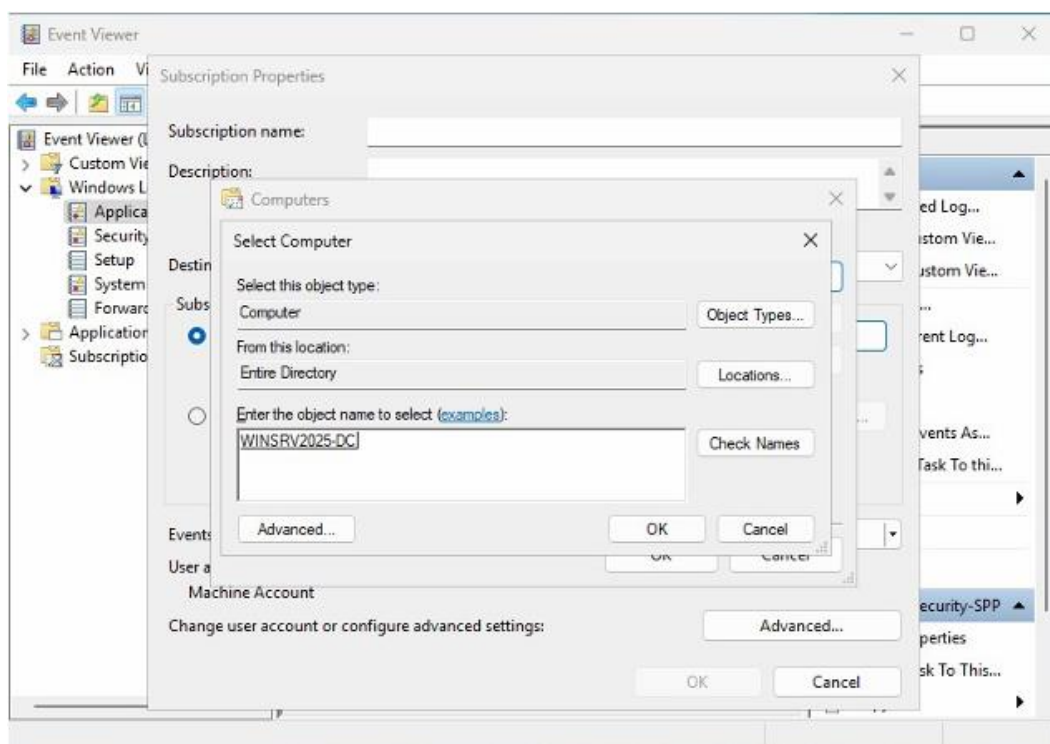 Event Viewer
File Action Vi
Subscription Properties
Subscription name:
Description:
Event Viewer (L
Custom Vie
Windows L
Applica
Security
Setup
System
Forward
Application
Subscriptio
Computers
Select Computer
Select this object type:
Computer
Object Types...
From this location:
Entire Directory
Locations...
Enter the object name to select (examples):
WINSRV2025-DC
Check Names
Advanced...
OK Cancel
OK Cancel
Destin
Subs
Events
User a
Machine Account
Change user account or configure advanced settings:
Advanced...
OK Cancel
ed Log...
ustom Vie...
ustom Vie...
rent Log...
vents As...
Task To thi...
ecurity-SPP
perties
sk To This...